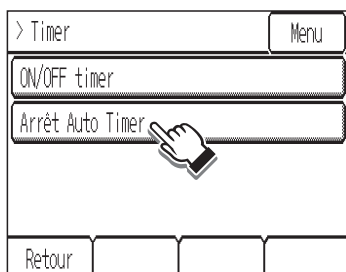 > Timer
Menu
ON/OFF timer
Arrêt Auto Timer
Retour